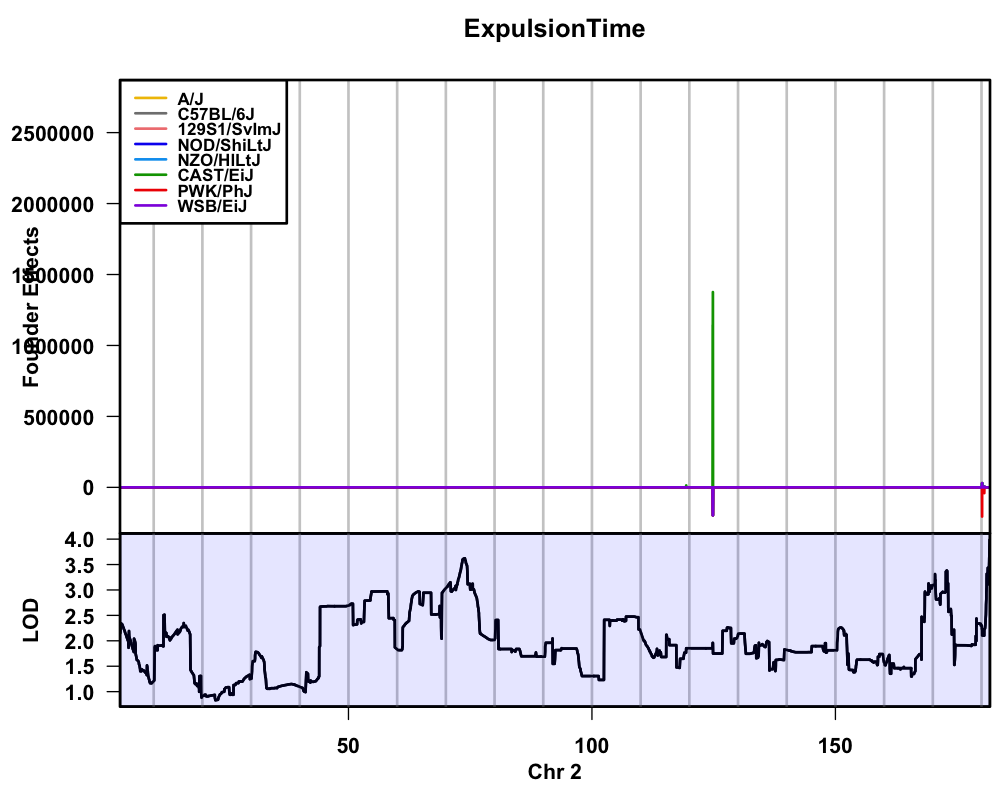 ExpulsionTime
A/J
C57BL/6J
129S1/SvImJ
NOD/ShiLtJ
NZO/HlLtJ
CAST/EiJ
PWK/PhJ
WSB/EiJ
2500000
2000000
1500000
1000000
500000
0
Founder Effects
4.0
3.5
3.0
2.5
2.0
1.5
1.0
LOD
50
100
150
Chr 2